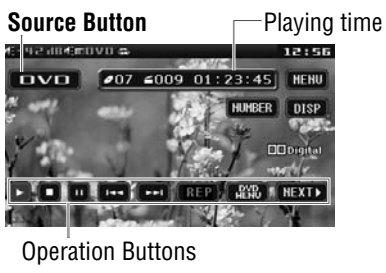 Source Button
Playing time
12:56
DVD
07 009 01:23:45
MENU
NUMBER
DISP
Digital
REP
DVD MENU
NEXT
Operation Buttons